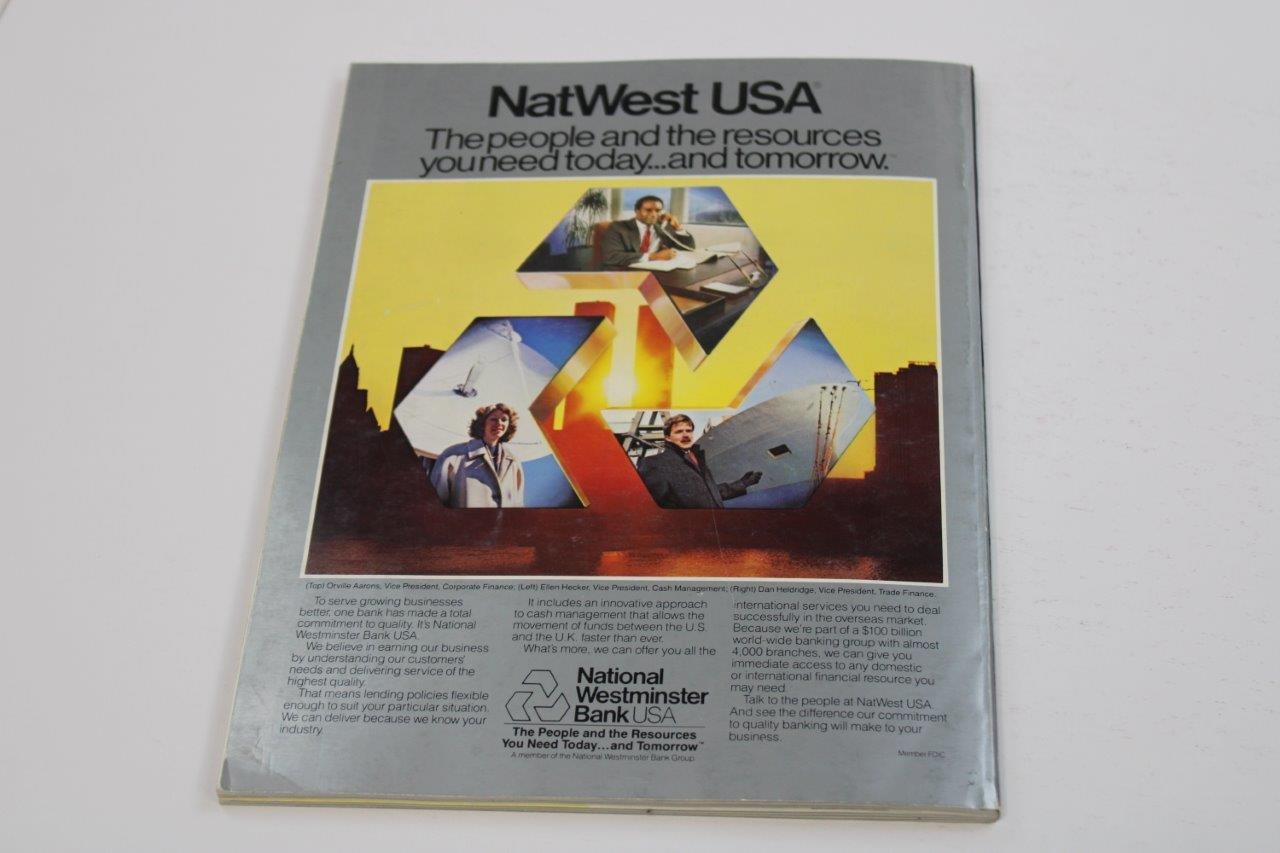 NatWest USA®
The people and the resources
you need today...and tomorrow.™
(Top) Orville Aarons, Vice President, Corporate Finance; (Left) Ellen Hecker, Vice President, Cash Management; (Right) Dan Heldridge, Vice President, Trade Finance.
To serve growing businesses
better, one bank has made a total
commitment to quality. It's National
Westminster Bank USA.
We believe in earning our business
by understanding our customers'
needs and delivering service of the
highest quality.
That means lending policies flexible
enough to suit your particular situation.
We can deliver because we know your
industry.
It includes an innovative approach
to cash management that allows the
movement of funds between the U.S.
and the U.K. faster than ever.
What's more, we can offer you all the
international services you need to deal
successfully in the overseas market.
Because we're part of a $100 billion
world-wide banking group with almost
4,000 branches, we can give you
immediate access to any domestic
or international financial resource you
may need.
Talk to the people at NatWest USA.
And see the difference our commitment
to quality banking will make to your
business.
National
Westminster
Bank USA
The People and the Resources
You Need Today...and Tomorrow™
A member of the National Westminster Bank Group
Member FDIC